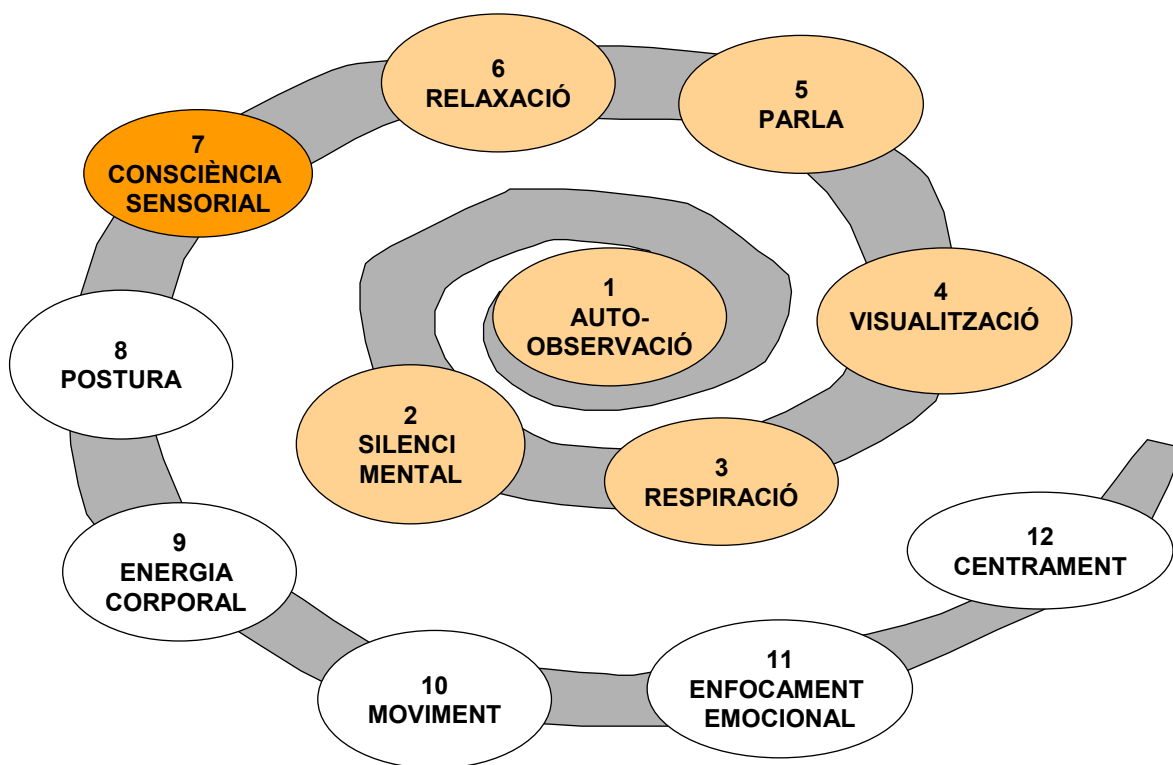 1
AUTO-
OBSERVACIÓ
2
SILENCI
MENTAL
3
RESPIRACIÓ
4
VISUALITZACIÓ
5
PARLA
6
RELAXACIÓ
7
CONSCIÈNCIA
SENSORIAL
8
POSTURA
9
ENERGIA
CORPORAL
10
MOVIMENT
11
ENFOCAMENT
EMOCIONAL
12
CENTRAMENT